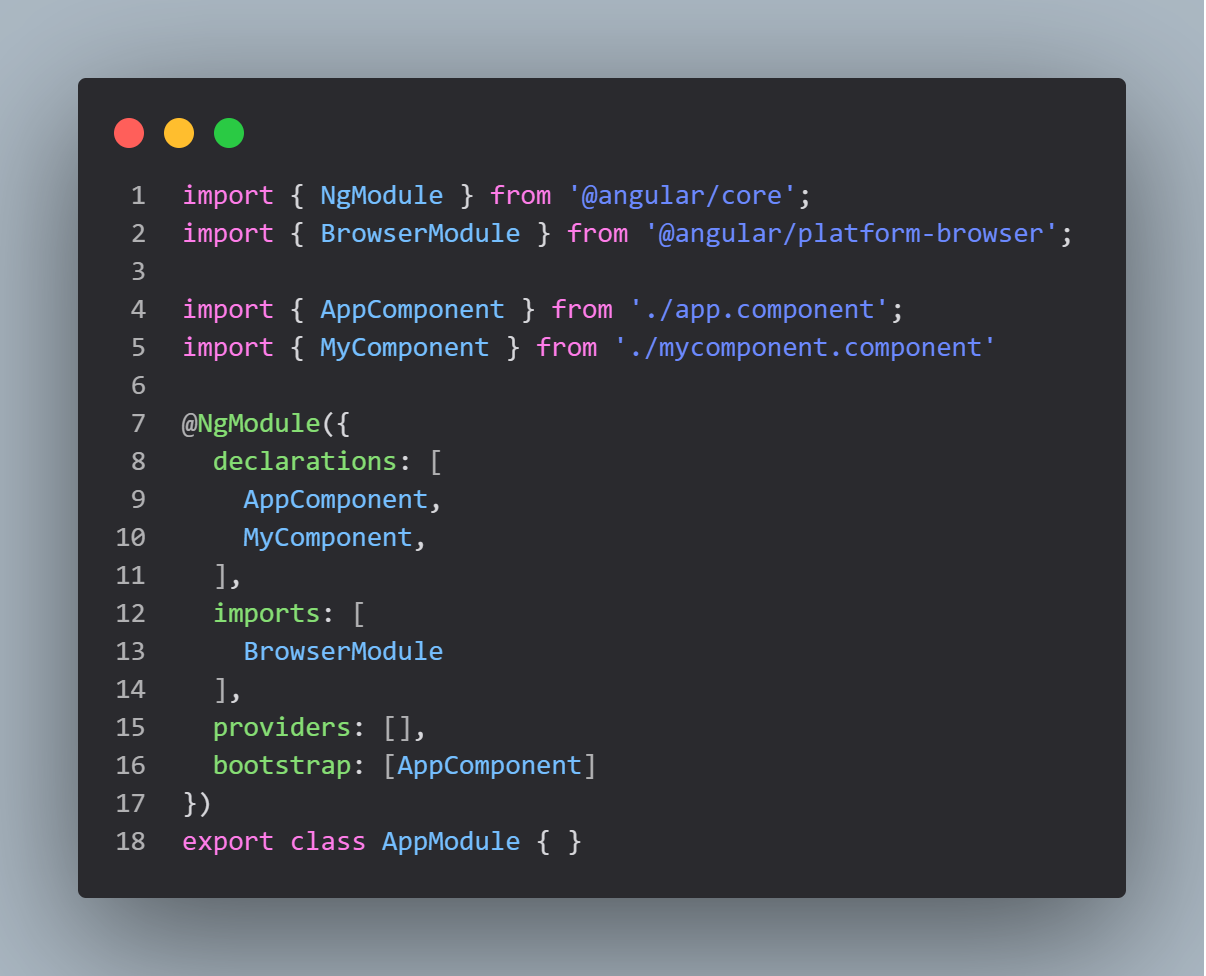 1 import { NgModule } from '@angular/core';
2 import { BrowserModule } from '@angular/platform-browser';
3
4 import { AppComponent } from './app.component';
5 import { MyComponent } from './mycomponent.component'
6
7 @NgModule({
8   declarations: [
9     AppComponent,
10     MyComponent,
11   ],
12   imports: [
13     BrowserModule
14   ],
15   providers: [],
16   bootstrap: [AppComponent]
17 })
18 export class AppModule { }